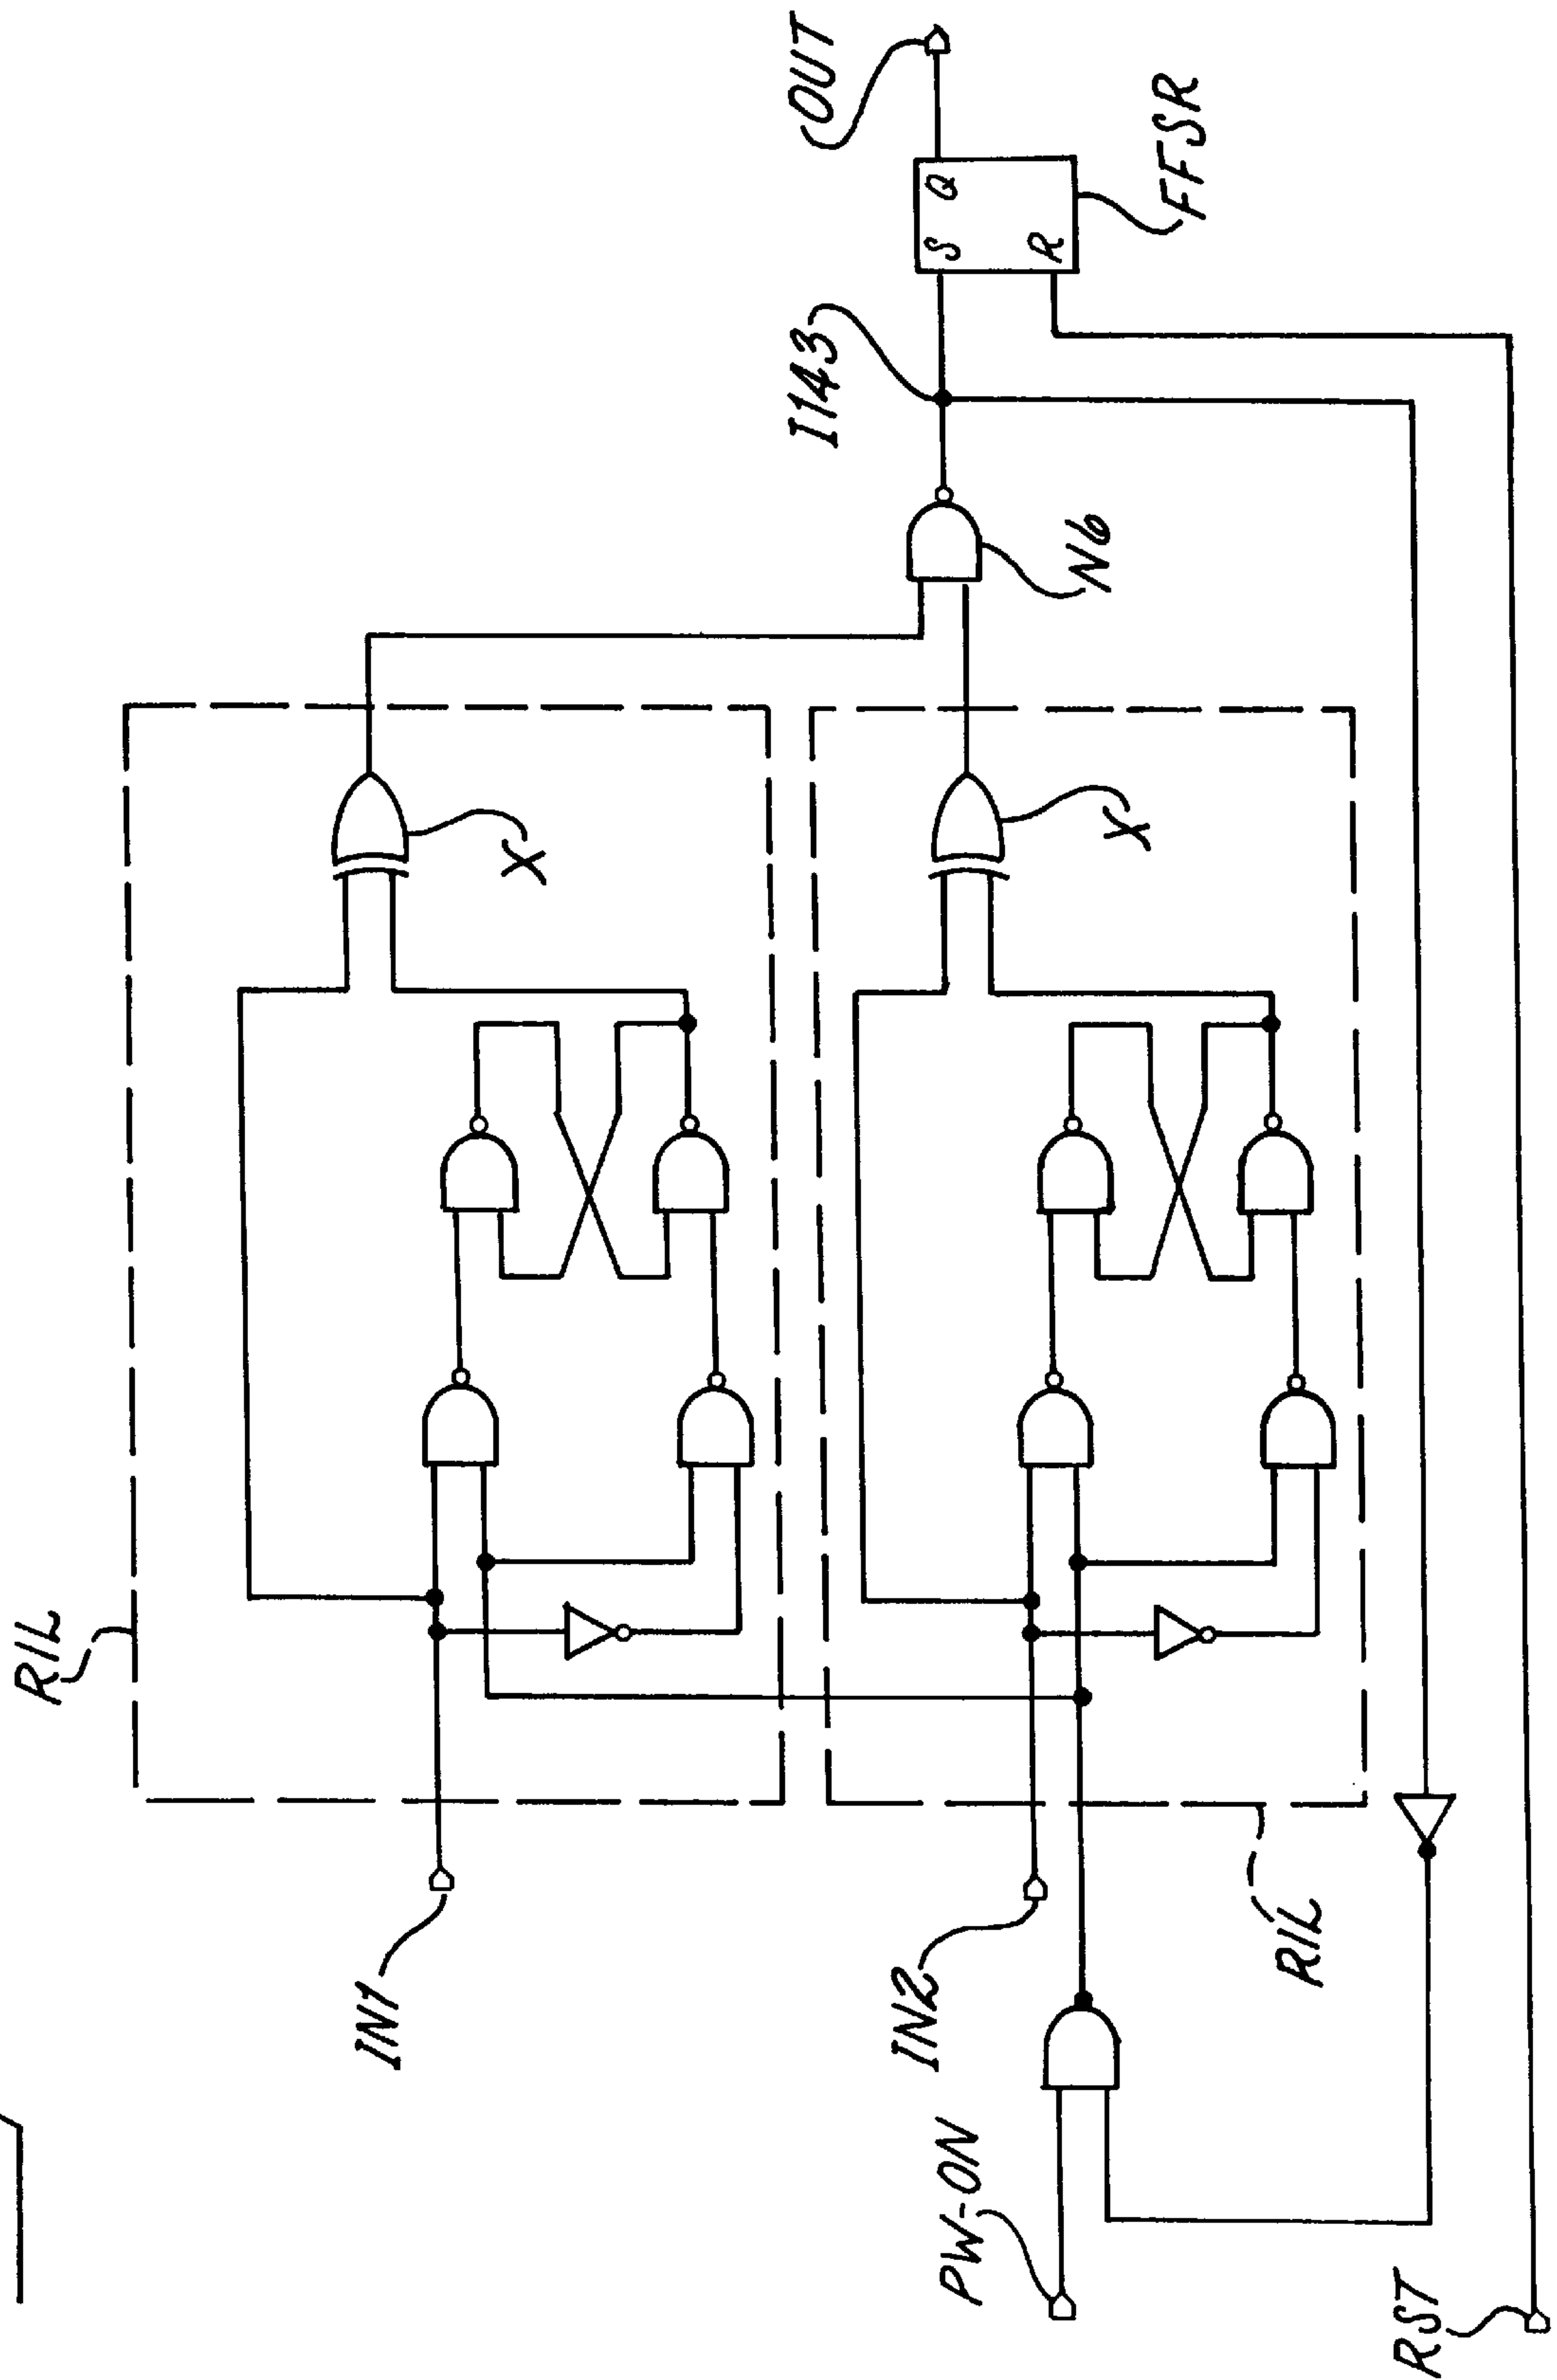 RIL
IN1
X
I143
OUT
IN2
S Q
PW-ON
R
N6
X
FFSR
RIL
RST